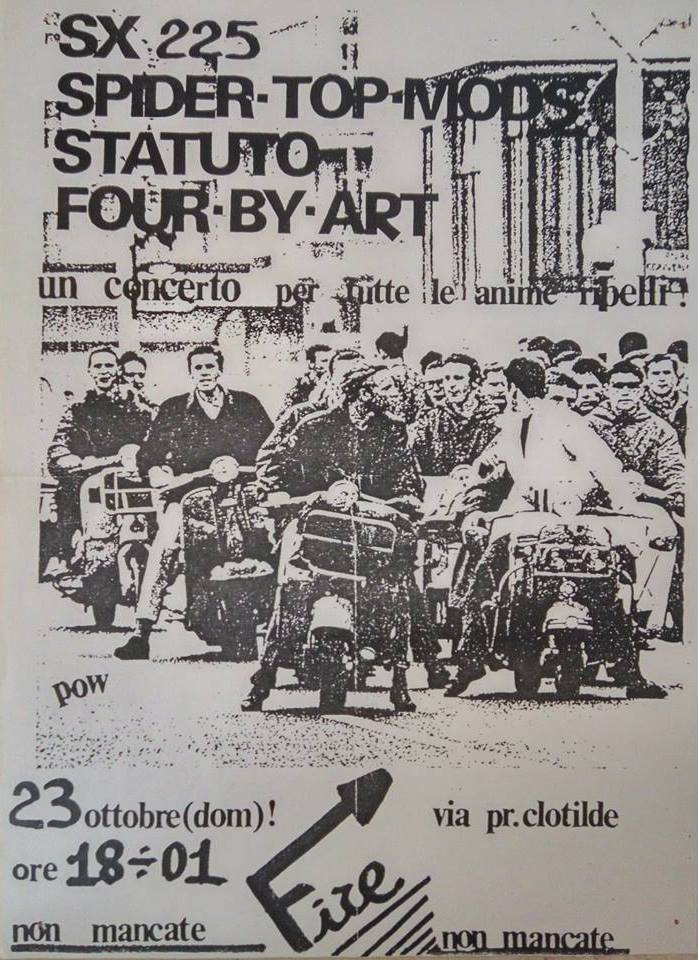 SX 225
SPIDER·TOP·MODS
STATUTO
FOUR·BY·ART
un concerto per tutte le anime ribelli!
pow
23 ottobre (dom)!
via pr. clotilde
ore 18÷01
Fire
non mancate
non mancate